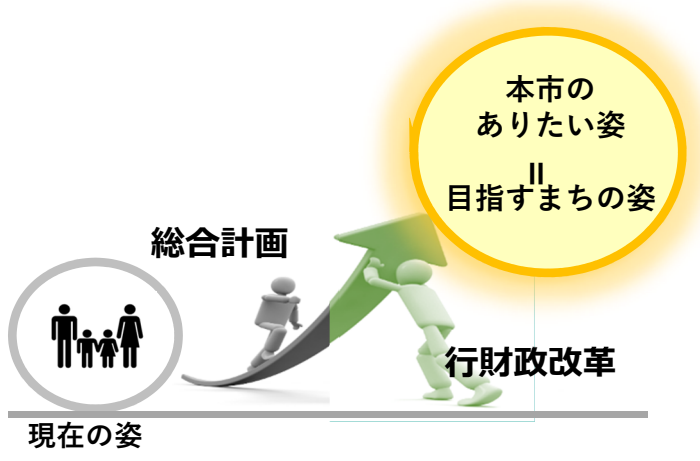 本市の
ありたい姿
=
目指すまちの姿
総合計画
行財政改革
現在の姿